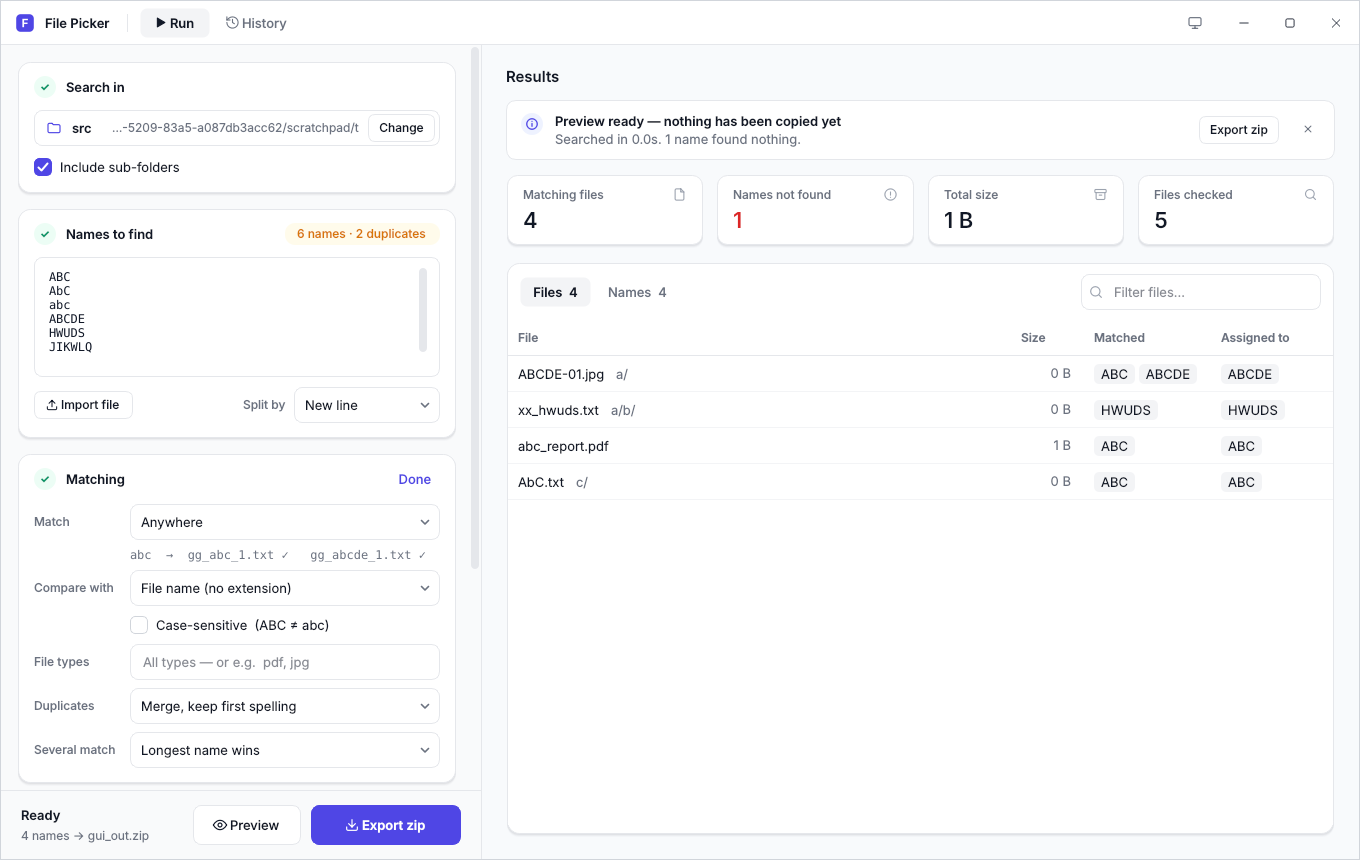 F File Picker Run History
Search in
src …-5209-83a5-a087db3acc62/scratchpad/t Change
Include sub-folders
Names to find 6 names · 2 duplicates
ABC
AbC
abc
ABCDE
HWUDS
JIKWLQ
Import file Split by New line
Matching Done
Match Anywhere
abc → gg_abc_1.txt ✓ gg_abcde_1.txt ✓
Compare with File name (no extension)
Case-sensitive (ABC ≠ abc)
File types All types — or e.g. pdf, jpg
Duplicates Merge, keep first spelling
Several match Longest name wins
Ready
4 names → gui_out.zip
Preview Export zip
Results
Preview ready — nothing has been copied yet
Searched in 0.0s. 1 name found nothing.
Export zip ×
Matching files
4
Names not found
1
Total size
1 B
Files checked
5
Files 4 Names 4 Filter files...
File Size Matched Assigned to
ABCDE-01.jpg a/ 0 B ABC ABCDE ABCDE
xx_hwuds.txt a/b/ 0 B HWUDS HWUDS
abc_report.pdf 1 B ABC ABC
AbC.txt c/ 0 B ABC ABC